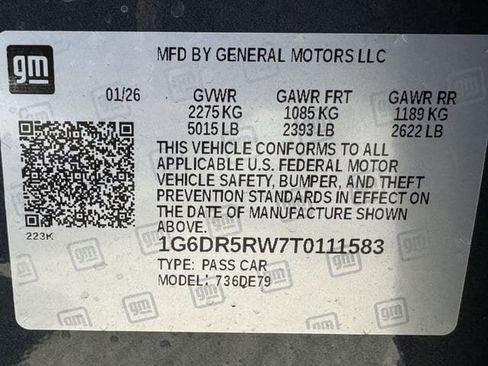 gm
MFD BY GENERAL MOTORS LLC
01/26 GVWR GAWR FRT GAWR RR
2275 KG 1085 KG 1189 KG
5015 LB 2393 LB 2622 LB
THIS VEHICLE CONFORMS TO ALL
APPLICABLE U.S. FEDERAL MOTOR
VEHICLE SAFETY, BUMPER, AND THEFT
PREVENTION STANDARDS IN EFFECT ON
THE DATE OF MANUFACTURE SHOWN
ABOVE.
223K
1G6DR5RW7T0111583
TYPE: PASS CAR
MODEL: 736DE79